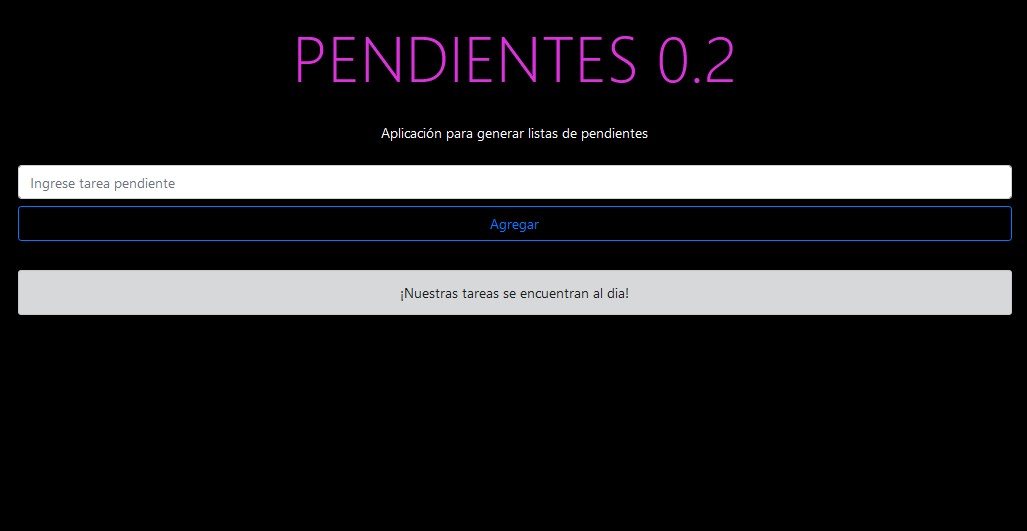 PENDIENTES 0.2
Aplicación para generar listas de pendientes
Ingrese tarea pendiente
Agregar
¡Nuestras tareas se encuentran al dia!